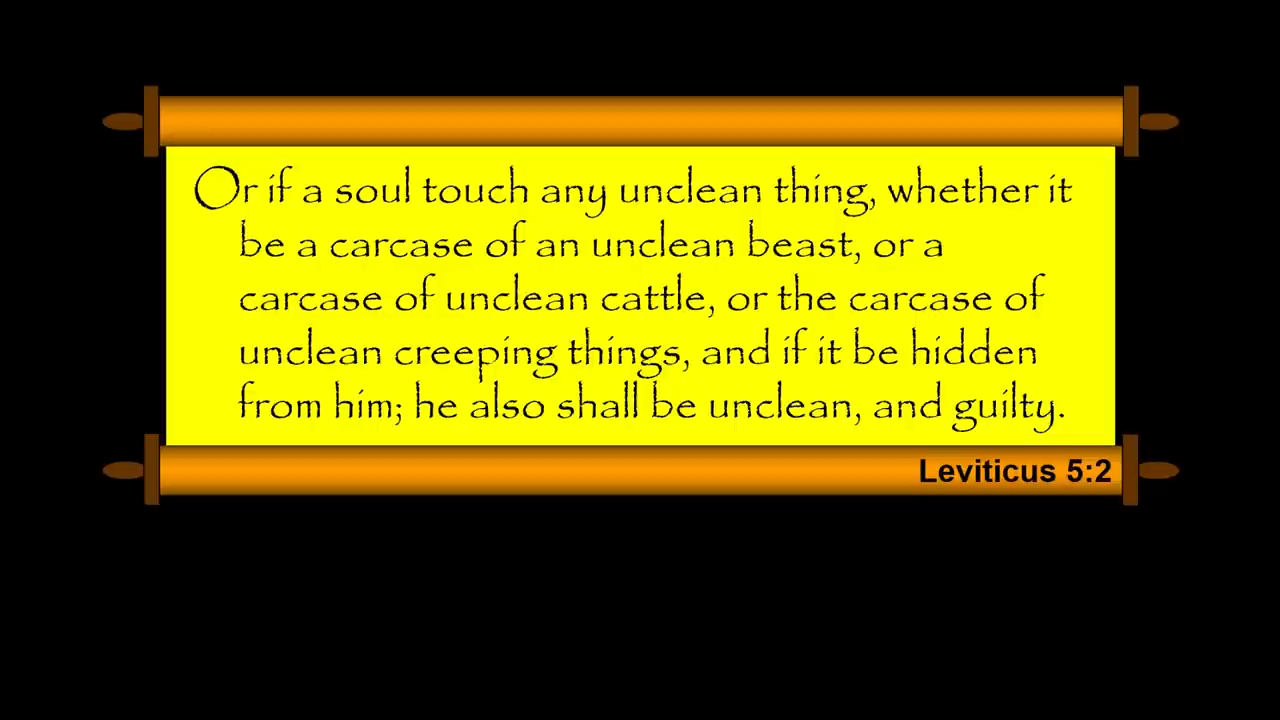 Or if a soul touch any unclean thing, whether it
be a carcase of an unclean beast, or a
carcase of unclean cattle, or the carcase of
unclean creeping things, and if it be hidden
from him; he also shall be unclean, and guilty.
Leviticus 5:2